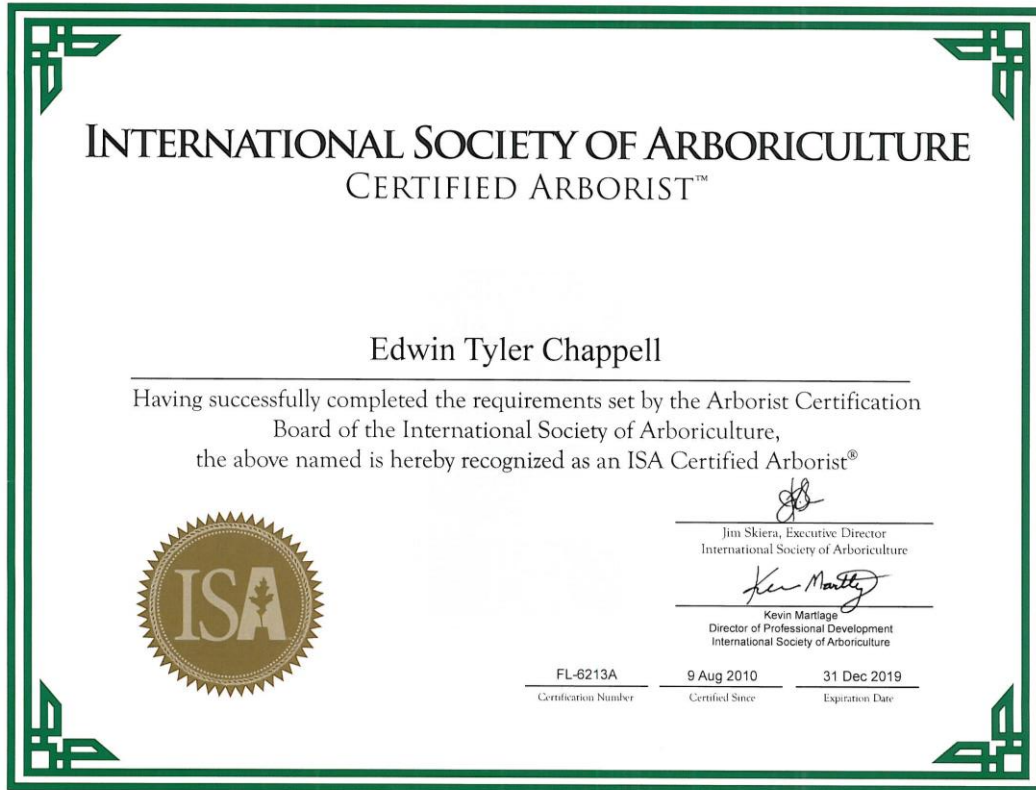 INTERNATIONAL SOCIETY OF ARBORICULTURE
CERTIFIED ARBORIST™
Edwin Tyler Chappell
Having successfully completed the requirements set by the Arborist Certification
Board of the International Society of Arboriculture,
the above named is hereby recognized as an ISA Certified Arborist®
ISA
Jim Skiera, Executive Director
International Society of Arboriculture
Kevin Martlage
Director of Professional Development
International Society of Arboriculture
FL-6213A 9 Aug 2010 31 Dec 2019
Certification Number Certified Since Expiration Date